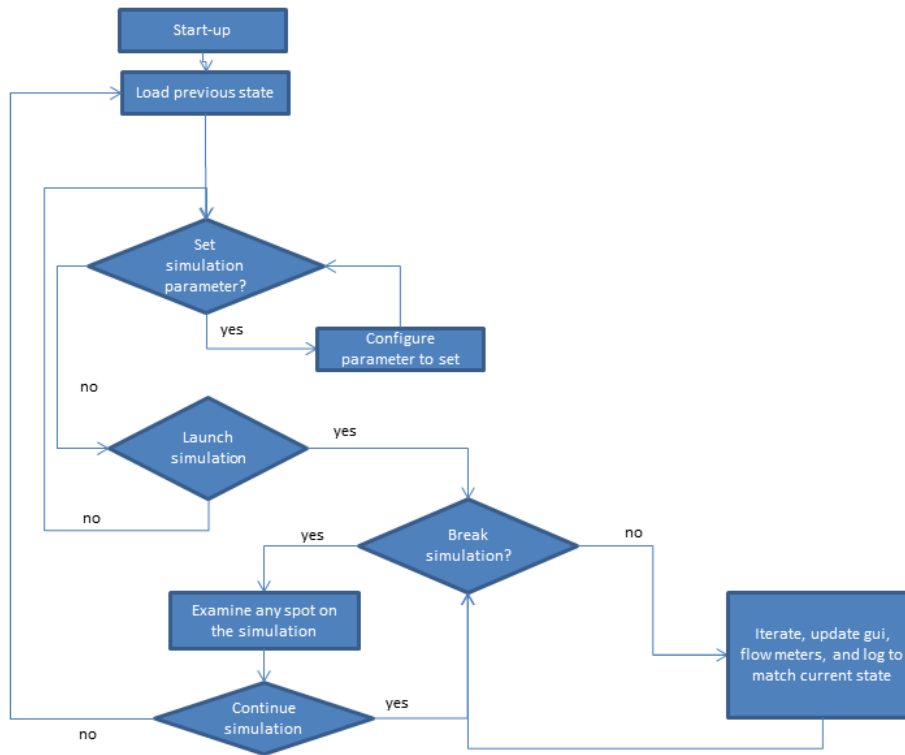 Start-up
Load previous state
Set
simulation
parameter?
yes
Configure
parameter to set
no
Launch
simulation
yes
no
Break
simulation?
yes
no
Examine any spot on
the simulation
Iterate, update gui,
flow meters, and log to
match current state
Continue
simulation
yes
no